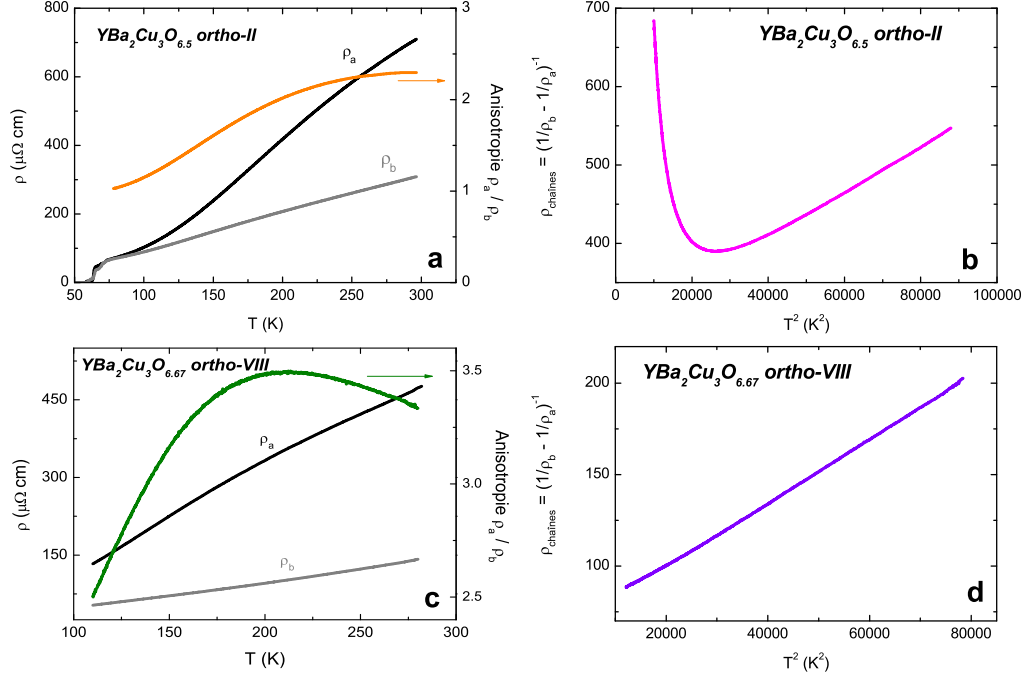 YBa2Cu3O6.5 ortho-II
ρa
ρb
ρ (μΩ cm)
800
600
400
200
0
50
100
150
200
250
300
T (K)
3
2
1
0
Anisotropie ρa / ρb
a
YBa2Cu3O6.5 ortho-II
ρchaînes = (1/ρb - 1/ρa)-1
700
600
500
400
0
20000
40000
60000
80000
100000
T2 (K2)
b
YBa2Cu3O6.67 ortho-VIII
ρa
ρb
ρ (μΩ cm)
450
300
150
100
150
200
250
300
T (K)
3.5
3.0
2.5
Anisotropie ρa / ρb
c
YBa2Cu3O6.67 ortho-VIII
ρchaînes = (1/ρb - 1/ρa)-1
200
150
100
20000
40000
60000
80000
T2 (K2)
d